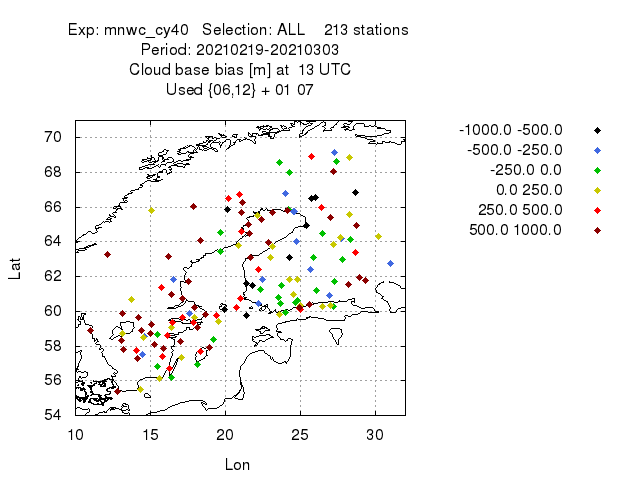 Exp: mnwc_cy40 Selection: ALL 213 stations
Period: 20210219-20210303
Cloud base bias [m] at 13 UTC
Used {06,12} + 01 07
-1000.0 -500.0
-500.0 -250.0
-250.0 0.0
0.0 250.0
250.0 500.0
500.0 1000.0
70
68
66
64
62
60
58
56
54
Lat
10 15 20 25 30
Lon